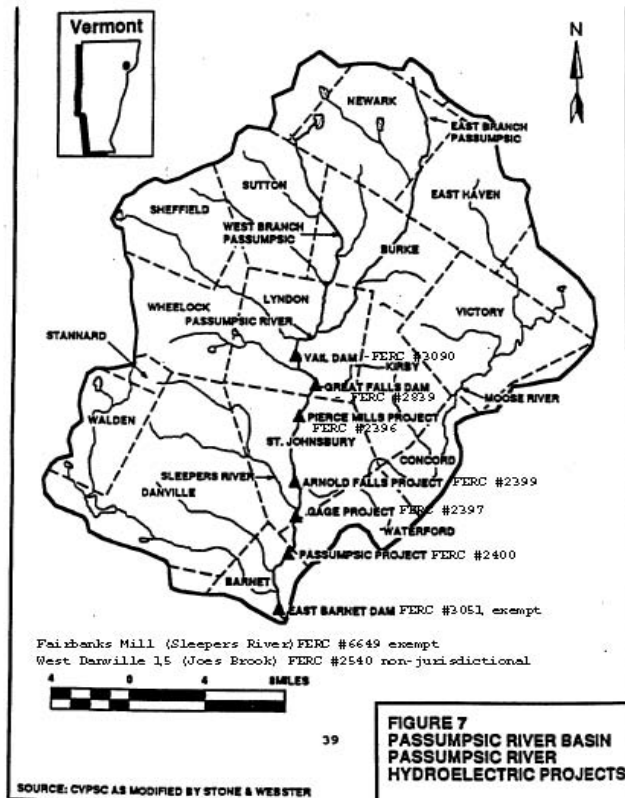 Vermont
N
NEWARK
EAST BRANCH
PASSUMPSIC
SUTTON
EAST HAVEN
SHEFFIELD
WEST BRANCH
PASSUMPSIC
BURKE
LYNDON
WHEELOCK
VICTORY
PASSUMPSIC RIVER
STANNARD
VAIL DAM - FERC #3090
KIRBY
GREAT FALLS DAM
FERC #2839
MOOSE RIVER
WALDEN
PIERCE MILLS PROJECT
FERC #2396
ST. JOHNSBURY
CONCORD
SLEEPERS RIVER
ARNOLD FALLS PROJECT FERC #2399
DANVILLE
GAGE PROJECT FERC #2397
WATERFORD
PASSUMPSIC PROJECT FERC #2400
BARNET
EAST BARNET DAM FERC #3051, exempt
Fairbanks Mill (Sleepers River) FERC #6649 exempt
West Danville 15 (Joes Brook) FERC #2540 non-jurisdictional
4 0 8 MILES
39
FIGURE 7
PASSUMPSIC RIVER BASIN
PASSUMPSIC RIVER
HYDROELECTRIC PROJECTS
SOURCE: CVPSC AS MODIFIED BY STONE & WEBSTER